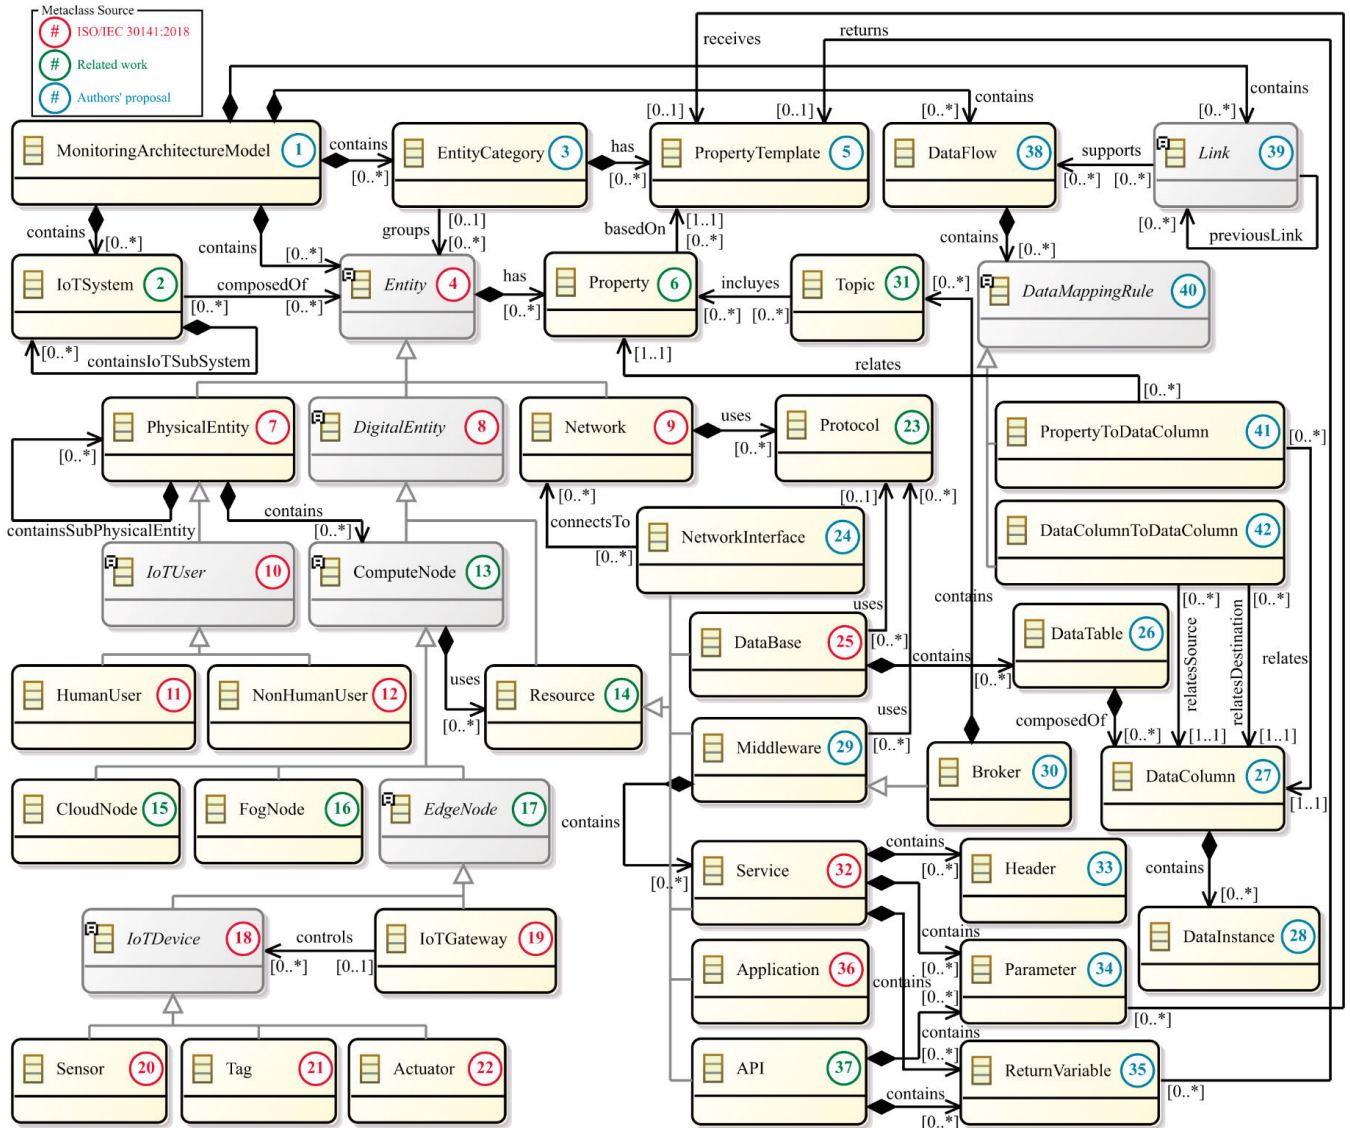 Metaclass Source
# ISO/IEC 30141:2018
# Related work
# Authors' proposal
receives
returns
contains
contains
[0..1]
[0..1]
[0..*]
[0..*]
MonitoringArchitectureModel 1
contains
[0..*]
EntityCategory 3
has
[0..*]
PropertyTemplate 5
DataFlow 38
supports
[0..*]
[0..*]
Link 39
contains
[0..*]
contains
[0..*]
groups
[0..1]
[0..*]
basedOn
[1..1]
[0..*]
contains
[0..*]
[0..*]
previousLink
IoTSystem 2
composedOf
[0..*]
[0..*]
Entity 4
has
[0..*]
Property 6
incluyes
[0..*]
[0..*]
Topic 31
[0..*]
DataMappingRule 40
[0..*]
containsIoTSubSystem
[1..1]
relates
[0..*]
PhysicalEntity 7
DigitalEntity 8
Network 9
uses
[0..*]
Protocol 23
PropertyToDataColumn 41
[0..*]
[0..*]
containsSubPhysicalEntity
contains
[0..*]
[0..*]
connectsTo
[0..*]
[0..1]
[0..*]
NetworkInterface 24
DataColumnToDataColumn 42
IoTUser 10
ComputeNode 13
uses
[0..*]
contains
[0..*]
[0..*]
relatesSource
relatesDestination
relates
DataBase 25
contains
[0..*]
DataTable 26
HumanUser 11
NonHumanUser 12
uses
[0..*]
Resource 14
uses
[0..*]
composedOf
[0..*]
[1..1]
[1..1]
Middleware 29
Broker 30
DataColumn 27
[1..1]
CloudNode 15
FogNode 16
EdgeNode 17
contains
[0..*]
Service 32
contains
[0..*]
Header 33
contains
[0..*]
IoTDevice 18
controls
[0..*]
[0..1]
IoTGateway 19
DataInstance 28
Application 36
contains
[0..*]
[0..*]
Parameter 34
[0..*]
contains
[0..*]
Sensor 20
Tag 21
Actuator 22
API 37
contains
[0..*]
ReturnVariable 35
[0..*]